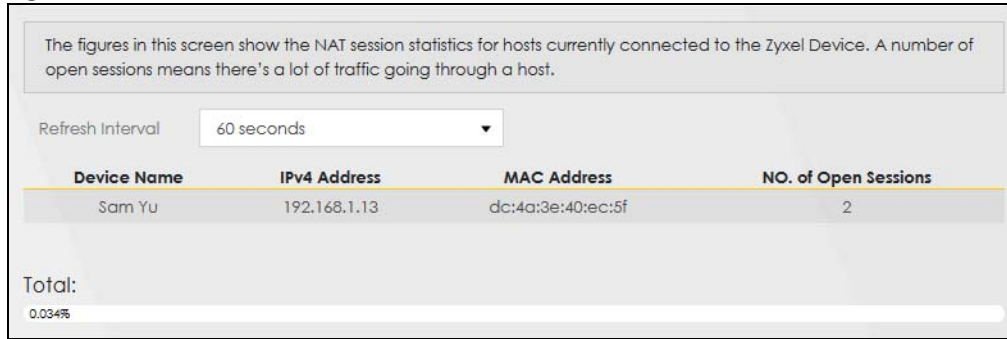 The figures in this screen show the NAT session statistics for hosts currently connected to the Zyxel Device. A number of
open sessions means there's a lot of traffic going through a host.
Refresh Interval 60 seconds
Device Name IPv4 Address MAC Address NO. of Open Sessions
Sam Yu 192.168.1.13 dc:4a:3e:40:ec:5f 2
Total:
0.034%